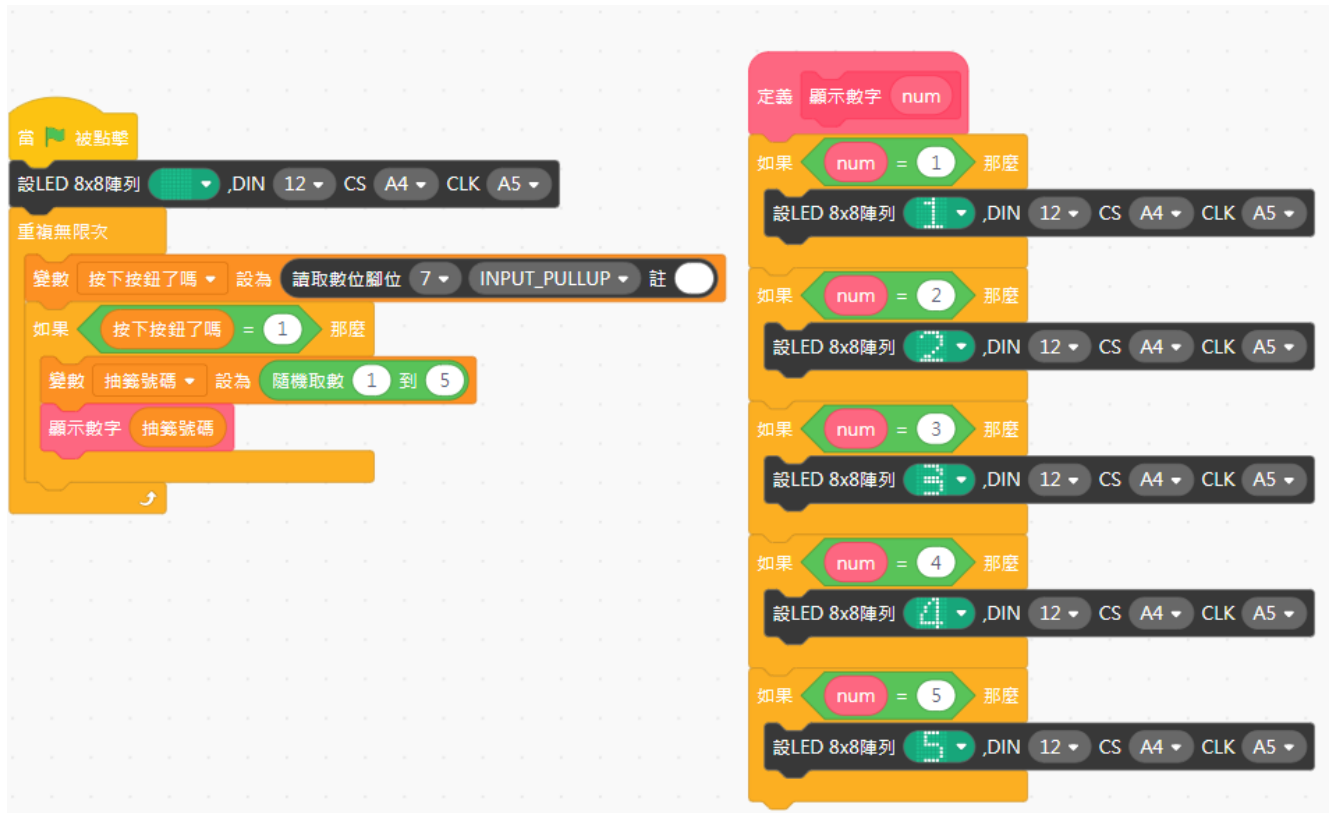 當 被點擊
設LED 8x8陣列 ,DIN 12 CS A4 CLK A5
重複無限次
變數 按下按鈕了嗎 設為 讀取數位腳位 7 INPUT_PULLUP 註
如果 按下按鈕了嗎 = 1 那麼
變數 抽籤號碼 設為 隨機取數 1 到 5
顯示數字 抽籤號碼
定義 顯示數字 num
如果 num = 1 那麼
設LED 8x8陣列 1 ,DIN 12 CS A4 CLK A5
如果 num = 2 那麼
設LED 8x8陣列 2 ,DIN 12 CS A4 CLK A5
如果 num = 3 那麼
設LED 8x8陣列 3 ,DIN 12 CS A4 CLK A5
如果 num = 4 那麼
設LED 8x8陣列 4 ,DIN 12 CS A4 CLK A5
如果 num = 5 那麼
設LED 8x8陣列 5 ,DIN 12 CS A4 CLK A5